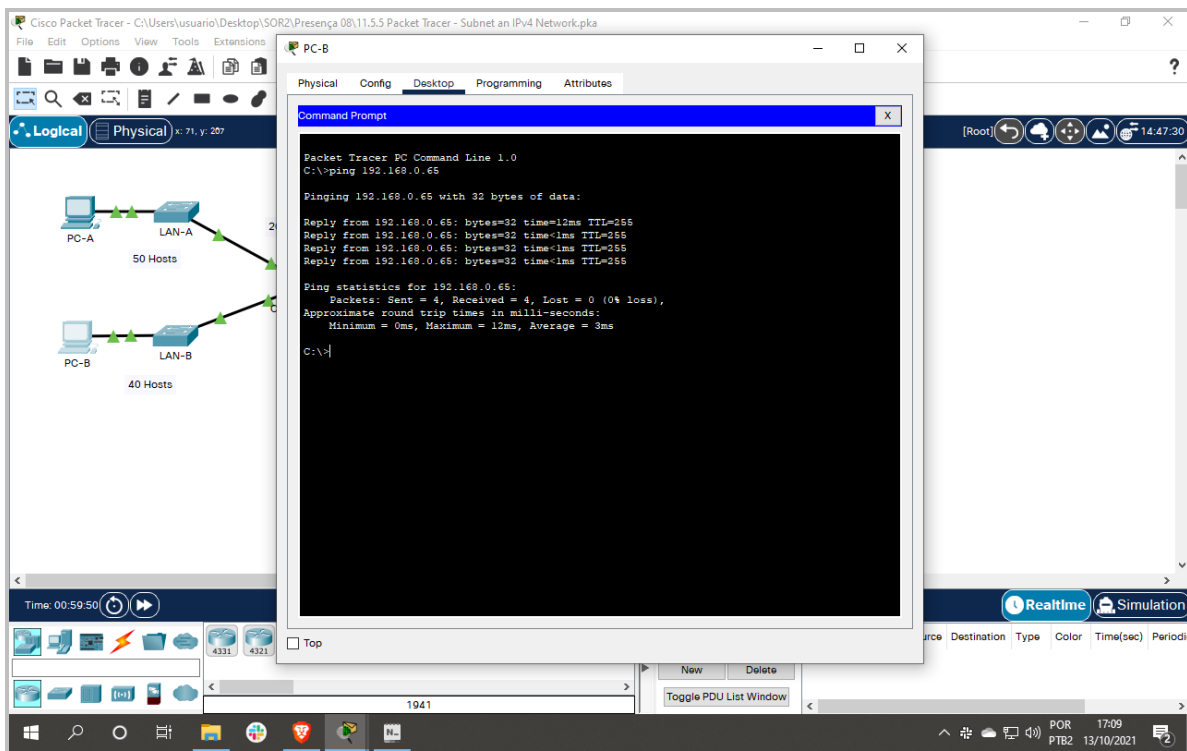 Cisco Packet Tracer - C:\Users\usuario\Desktop\SOR2\Presença 08\11.5.5 Packet Tracer - Subnet an IPv4 Network.pka
File Edit Options View Tools Extensions
PC-B
?
Physical Config Desktop Programming Attributes
Command Prompt
X
Logical Physical x: 71, y: 207
[Root] 14:47:30
Packet Tracer PC Command Line 1.0
C:\>ping 192.168.0.65
Pinging 192.168.0.65 with 32 bytes of data:
Reply from 192.168.0.65: bytes=32 time=12ms TTL=255
Reply from 192.168.0.65: bytes=32 time<1ms TTL=255
Reply from 192.168.0.65: bytes=32 time<1ms TTL=255
Reply from 192.168.0.65: bytes=32 time<1ms TTL=255
Ping statistics for 192.168.0.65:
Packets: Sent = 4, Received = 4, Lost = 0 (0% loss),
Approximate round trip times in milli-seconds:
Minimum = 0ms, Maximum = 12ms, Average = 3ms
C:\>
PC-A
LAN-A
50 Hosts
PC-B
LAN-B
40 Hosts
Time: 00:59:50
Realtime Simulation
4331 4321
Top
Destination Type Color Time(sec)
New Delete
1941
Toggle PDU List Window
POR
PTB2
17:09
13/10/2021
2